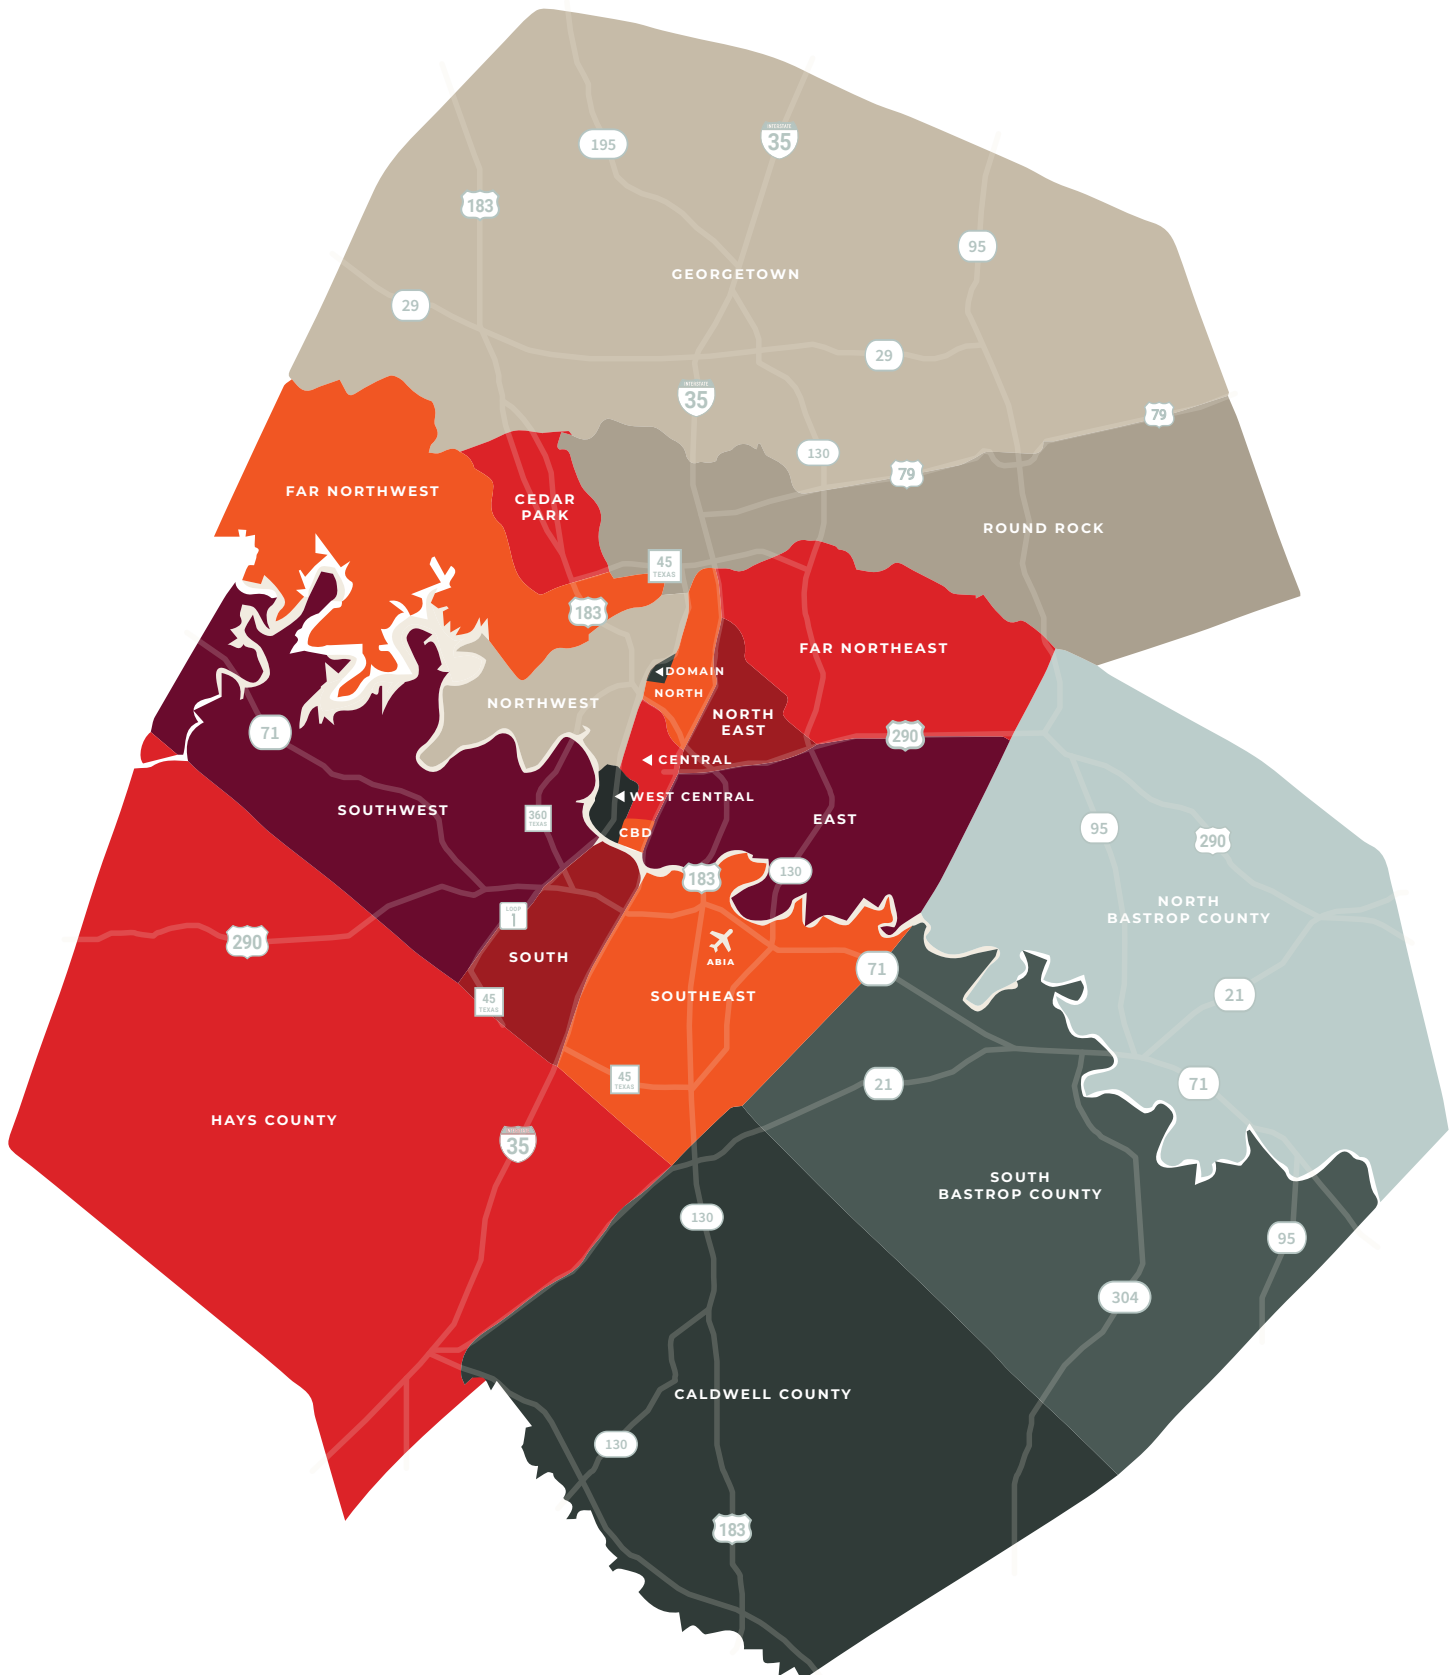 INTERSTATE
35
195
183
95
GEORGETOWN
29
29
INTERSTATE
35
79
130
79
FAR NORTHWEST
CEDAR
PARK
ROUND ROCK
45
TEXAS
183
FAR NORTHEAST
DOMAIN
NORTH
NORTHWEST
NORTH
EAST
71
290
CENTRAL
WEST CENTRAL
SOUTHWEST
360
TEXAS
EAST
CBD
95
290
130
183
NORTH
BASTROP COUNTY
LOOP
1
290
ABIA
SOUTH
71
SOUTHEAST
21
45
TEXAS
45
TEXAS
21
71
HAYS COUNTY
35
SOUTH
BASTROP COUNTY
130
95
304
CALDWELL COUNTY
130
183